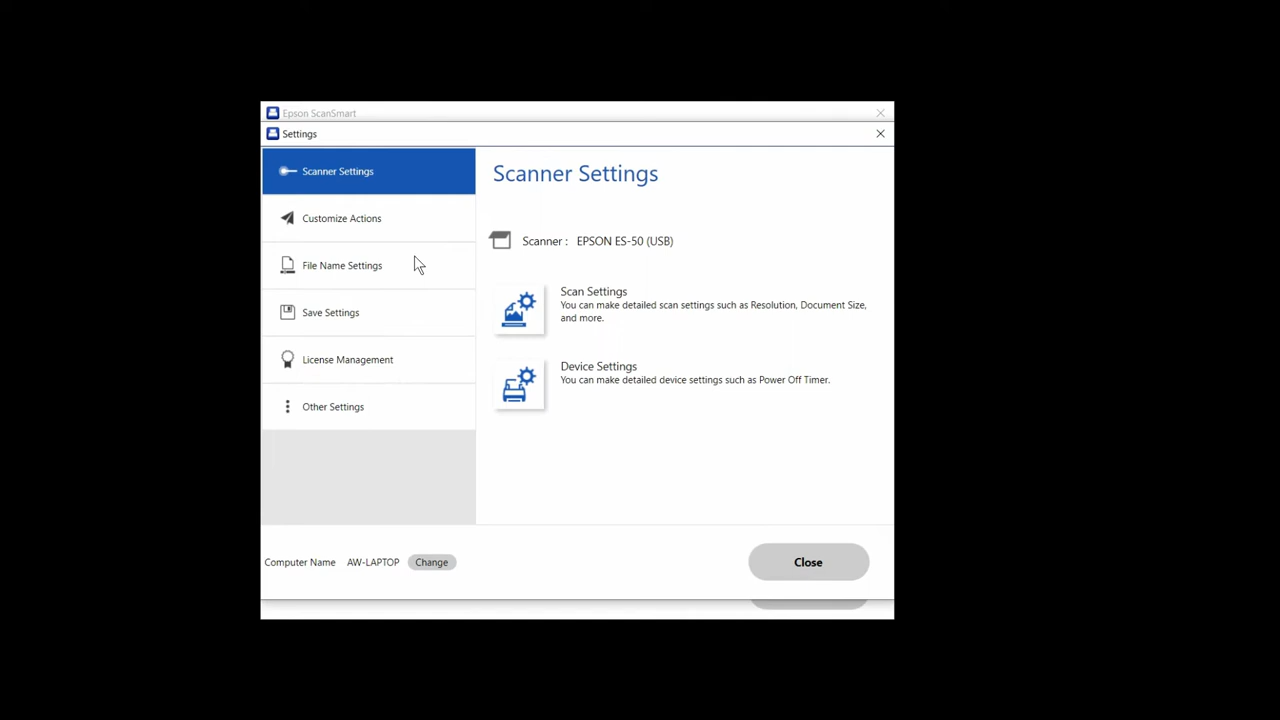 Epson ScanSmart
Settings
Scanner Settings
Customize Actions
File Name Settings
Save Settings
License Management
Other Settings
Scanner Settings
Scanner : EPSON ES-50 (USB)
Scan Settings
You can make detailed scan settings such as Resolution, Document Size,
and more.
Device Settings
You can make detailed device settings such as Power Off Timer.
Computer Name AW-LAPTOP Change
Close